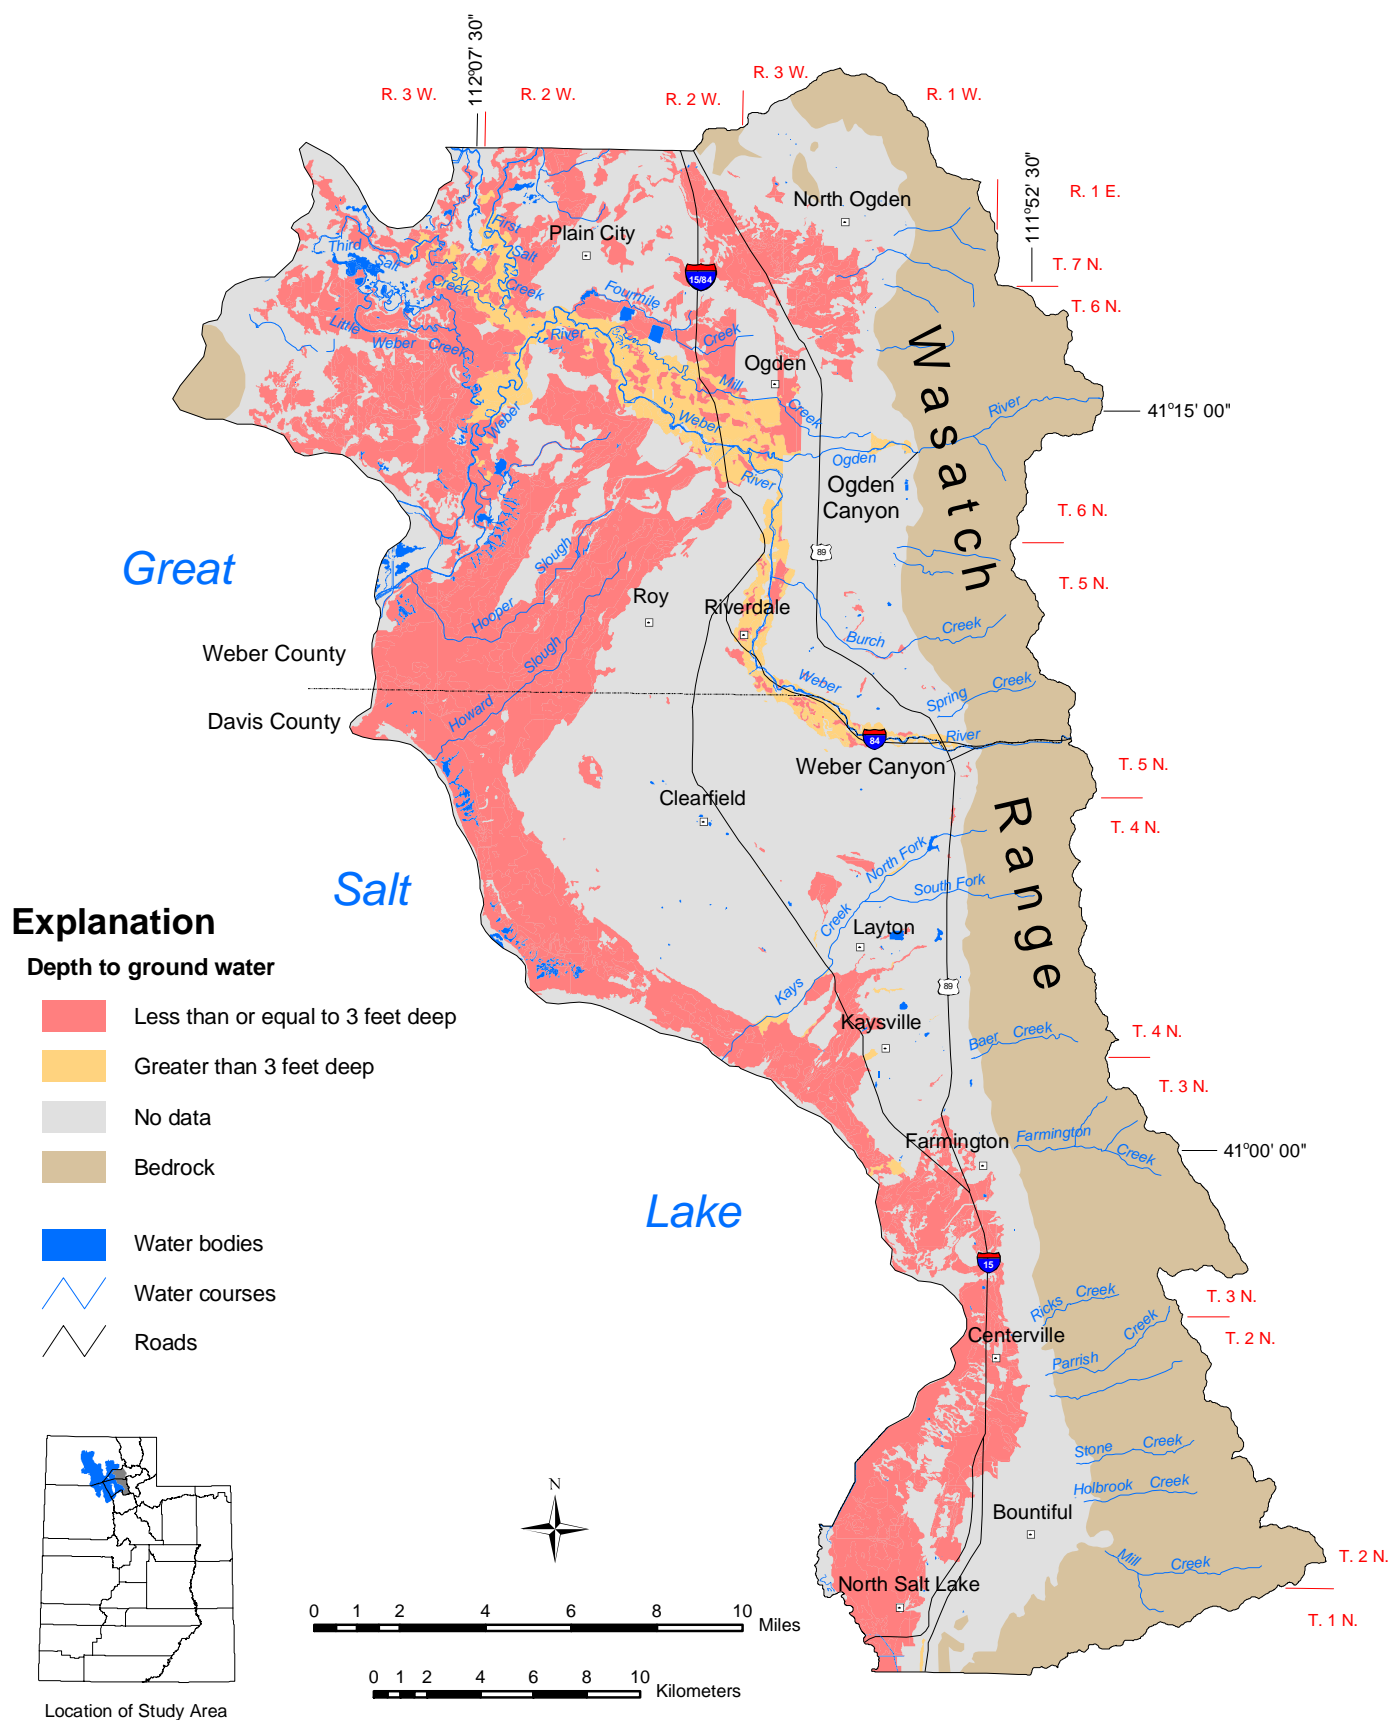 112°07' 30"
R. 3 W.
R. 2 W.
R. 2 W.
R. 3 W.
R. 1 W.
111°52' 30"
R. 1 E.
North Ogden
First
Salt
Creek
Plain City
Third
Salt
Creek
T. 7 N.
T. 6 N.
15/84
Fourmile
Creek
Little
Weber Creek
River
Ogden
Mill
Creek
Wasatch
River
41°15' 00"
Weber
Weber
River
Ogden
Ogden
Canyon
T. 6 N.
T. 5 N.
Great
89
Slough
Hooper
Roy
Riverdale
Burch
Creek
Weber County
Slough
Howard
Weber
Spring Creek
Davis County
84
River
Weber Canyon
T. 5 N.
T. 4 N.
Clearfield
Range
North Fork
South Fork
Creek
Kays
Layton
Salt
89
Kaysville
Baer Creek
T. 4 N.
T. 3 N.
Explanation
Depth to ground water
Less than or equal to 3 feet deep
Greater than 3 feet deep
No data
Bedrock
Water bodies
Water courses
Roads
Farmington
Farmington
Creek
41°00' 00"
Lake
15
Ricks Creek
T. 3 N.
T. 2 N.
Centerville
Parrish
Creek
Stone Creek
Holbrook Creek
Bountiful
Mill
Creek
T. 2 N.
T. 1 N.
North Salt Lake
N
0 1 2 4 6 8 10 Miles
0 1 2 4 6 8 10 Kilometers
Location of Study Area